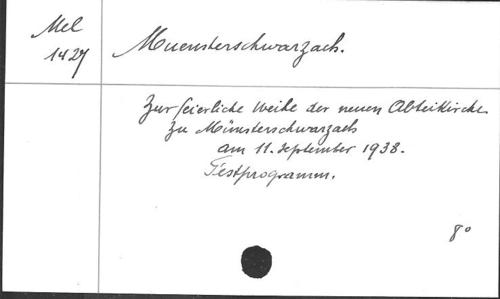 Mel
1427
Muensterschwarzach.
Zur feierliche Weihe der neuen Abteikirche
zu Münsterschwarzach
am 11. September 1938.
Festprogramm.
8°